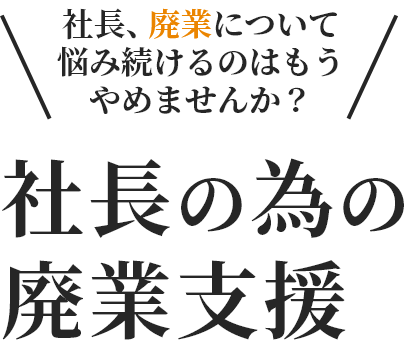 社長、廃業について
悩み続けるのはもう
やめませんか？
社長の為の
廃業支援